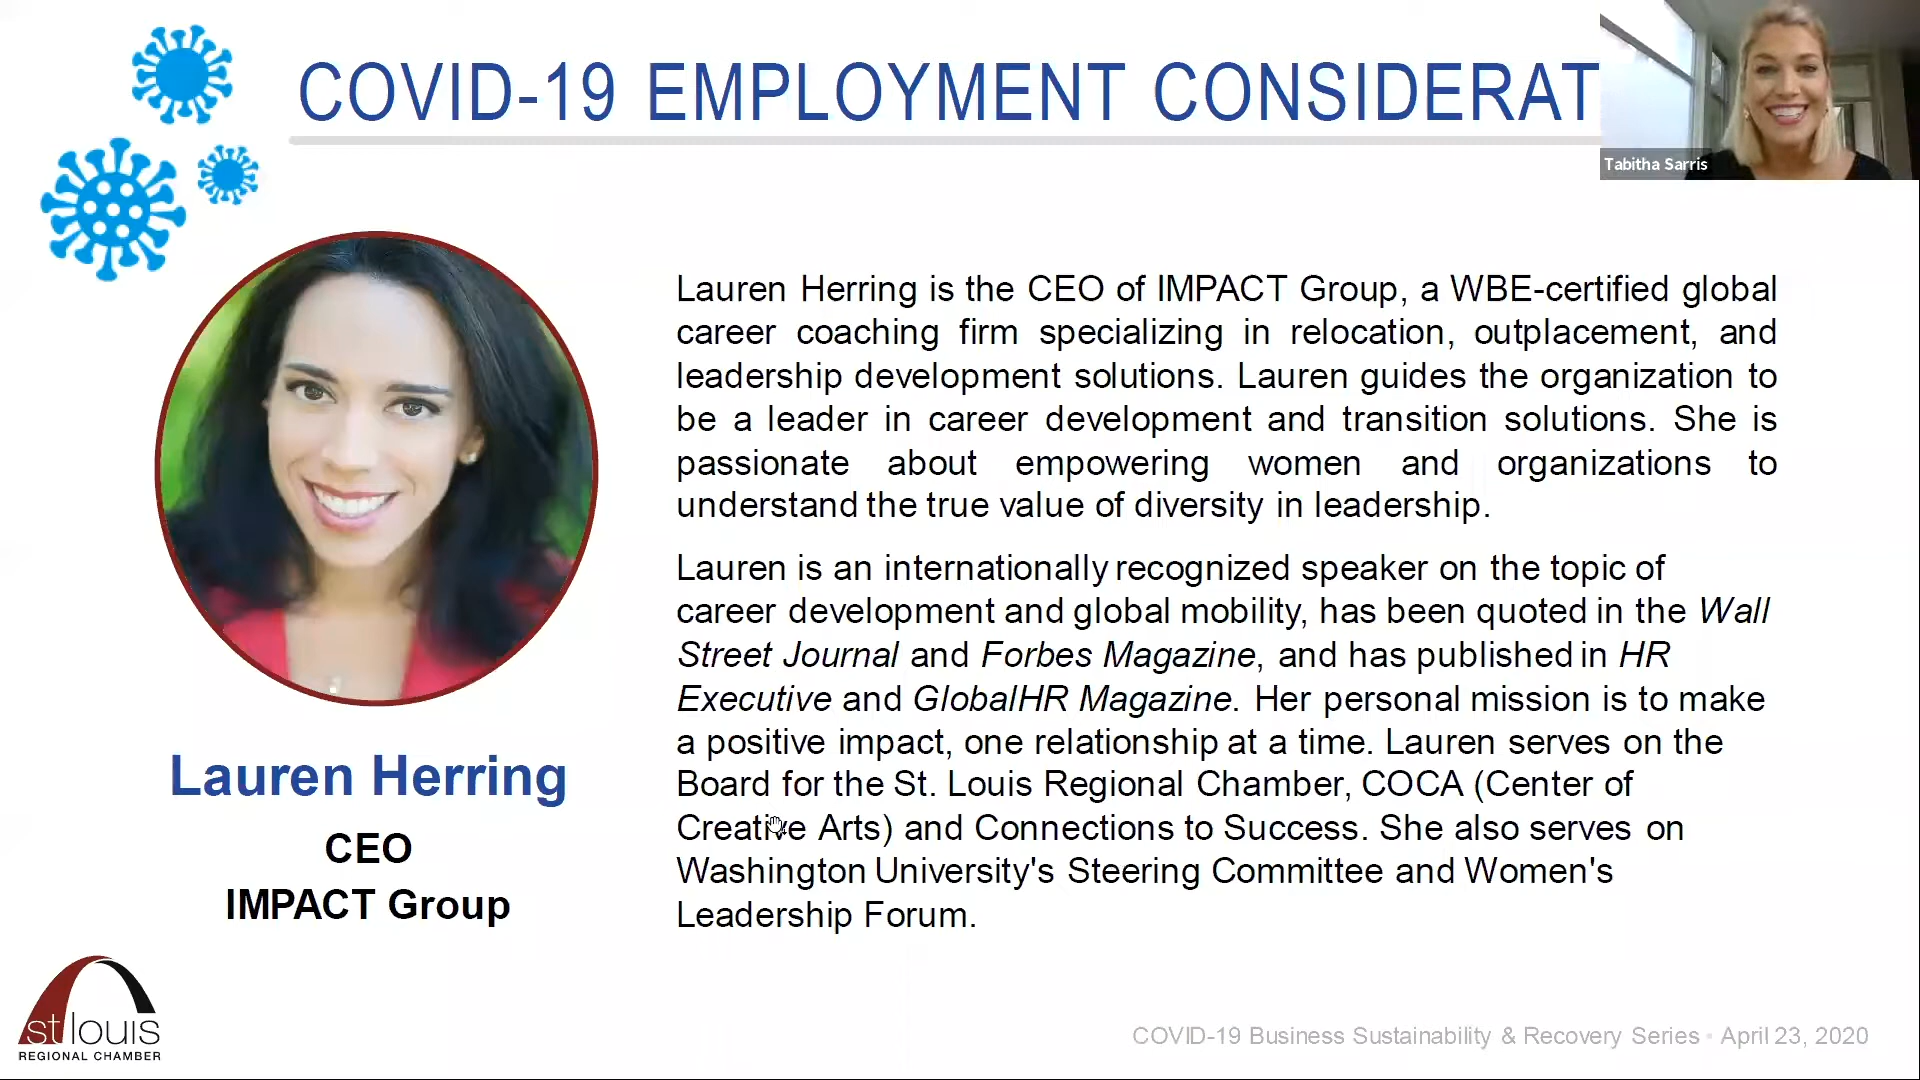 COVID-19 EMPLOYMENT CONSIDERAT
Tabitha Sarris
Lauren Herring is the CEO of IMPACT Group, a WBE-certified global
career coaching firm specializing in relocation, outplacement, and
leadership development solutions. Lauren guides the organization to
be a leader in career development and transition solutions. She is
passionate about empowering women and organizations to
understand the true value of diversity in leadership.
Lauren is an internationally recognized speaker on the topic of
career development and global mobility, has been quoted in the Wall
Street Journal and Forbes Magazine, and has published in HR
Executive and GlobalHR Magazine. Her personal mission is to make
a positive impact, one relationship at a time. Lauren serves on the
Board for the St. Louis Regional Chamber, COCA (Center of
Creative Arts) and Connections to Success. She also serves on
Washington University's Steering Committee and Women's
Leadership Forum.
Lauren Herring
CEO
IMPACT Group
st louis
REGIONAL CHAMBER
COVID-19 Business Sustainability & Recovery Series • April 23, 2020